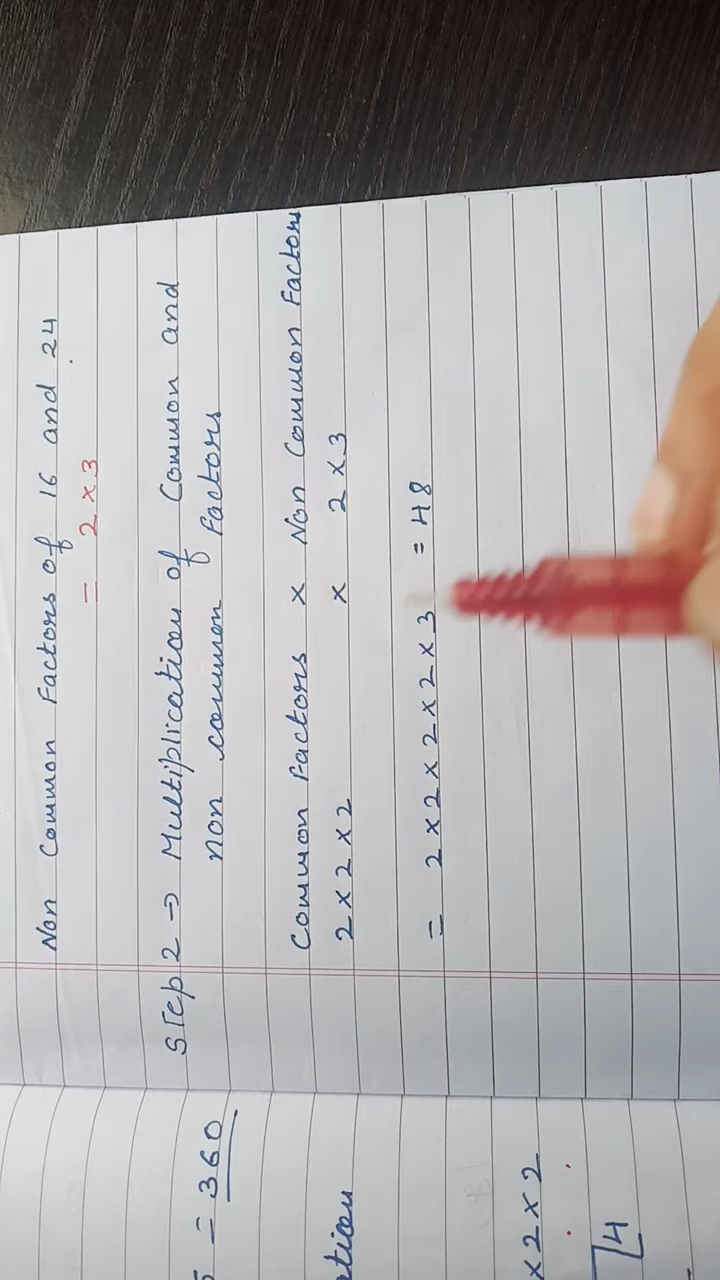 Non Common Factors of 16 and 24
= 2 x 3
Step 2 → Multiplication of Common and
non common Factors
Common Factors x Non Common Factors
2 x 2 x 2 x 2 x 3
= 2 x 2 x 2 x 2 x 3 = 48
= 360
x 2 x 2
4